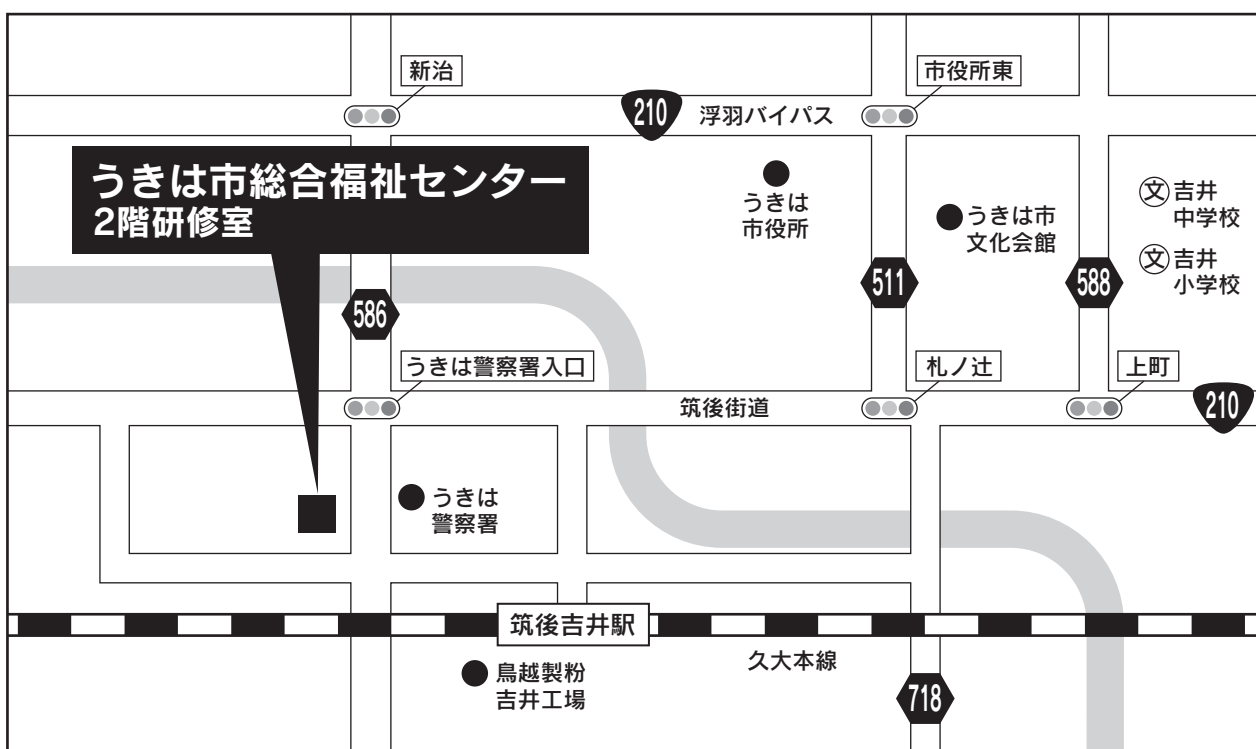 新治
市役所東
210
浮羽バイパス
うきは市総合福祉センター
2階研修室
うきは
市役所
うきは市
文化会館
文 吉井
中学校
文 吉井
小学校
511
588
586
うきは警察署入口
札ノ辻
上町
筑後街道
210
うきは
警察署
筑後吉井駅
久大本線
鳥越製粉
吉井工場
718